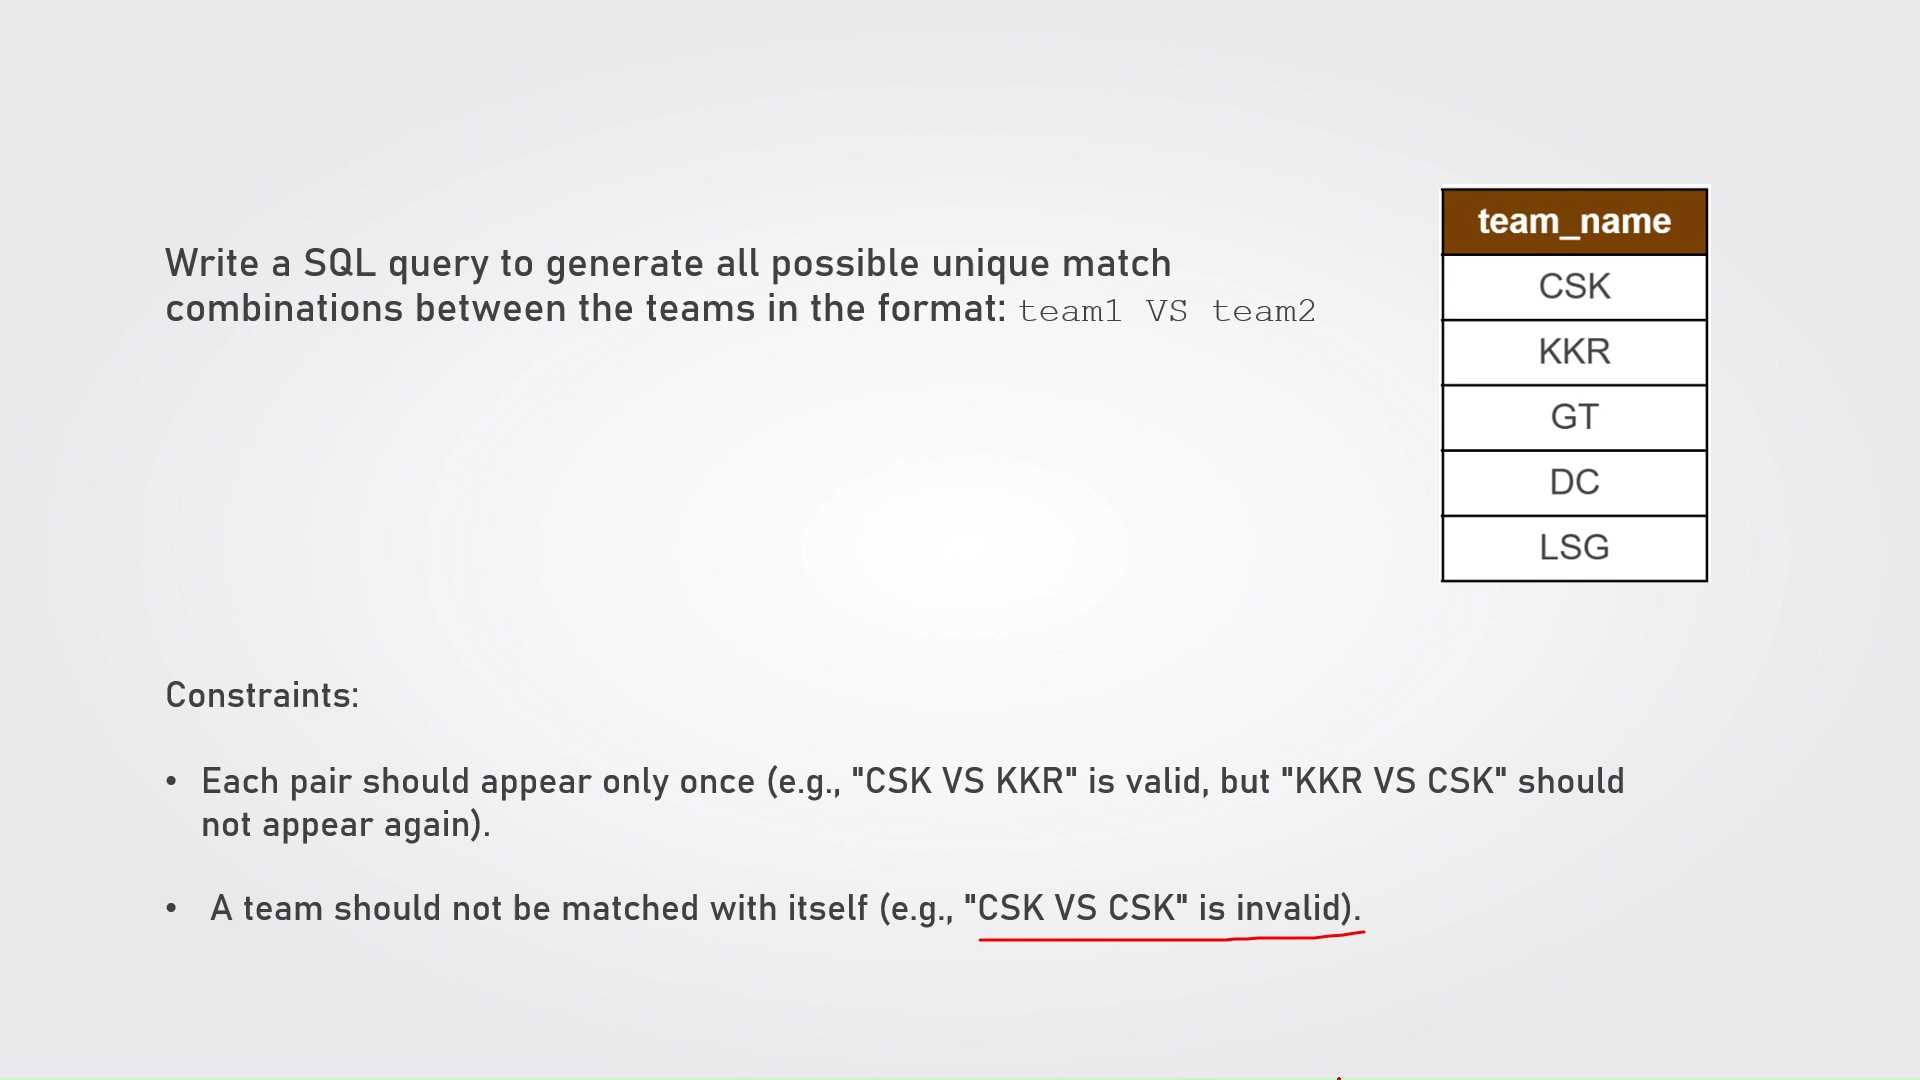 Write a SQL query to generate all possible unique match
combinations between the teams in the format: team1 VS team2
team_name
CSK
KKR
GT
DC
LSG
Constraints:
• Each pair should appear only once (e.g., "CSK VS KKR" is valid, but "KKR VS CSK" should
not appear again).
• A team should not be matched with itself (e.g., "CSK VS CSK" is invalid).